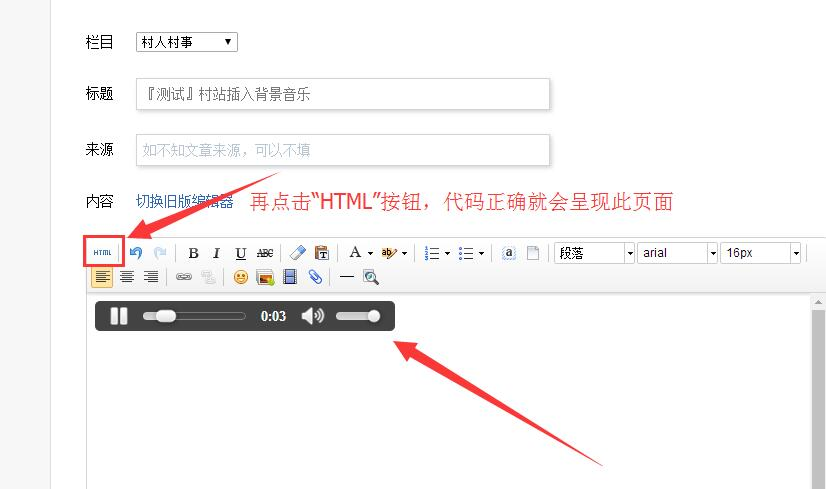 栏目 村人村事
标题 『测试』村站插入背景音乐
来源 如不知文章来源，可以不填
内容 切换旧版编辑器 再点击“HTML”按钮，代码正确就会呈现此页面
HTML B I U ABC A ab a 段落 arial 16px
0:03